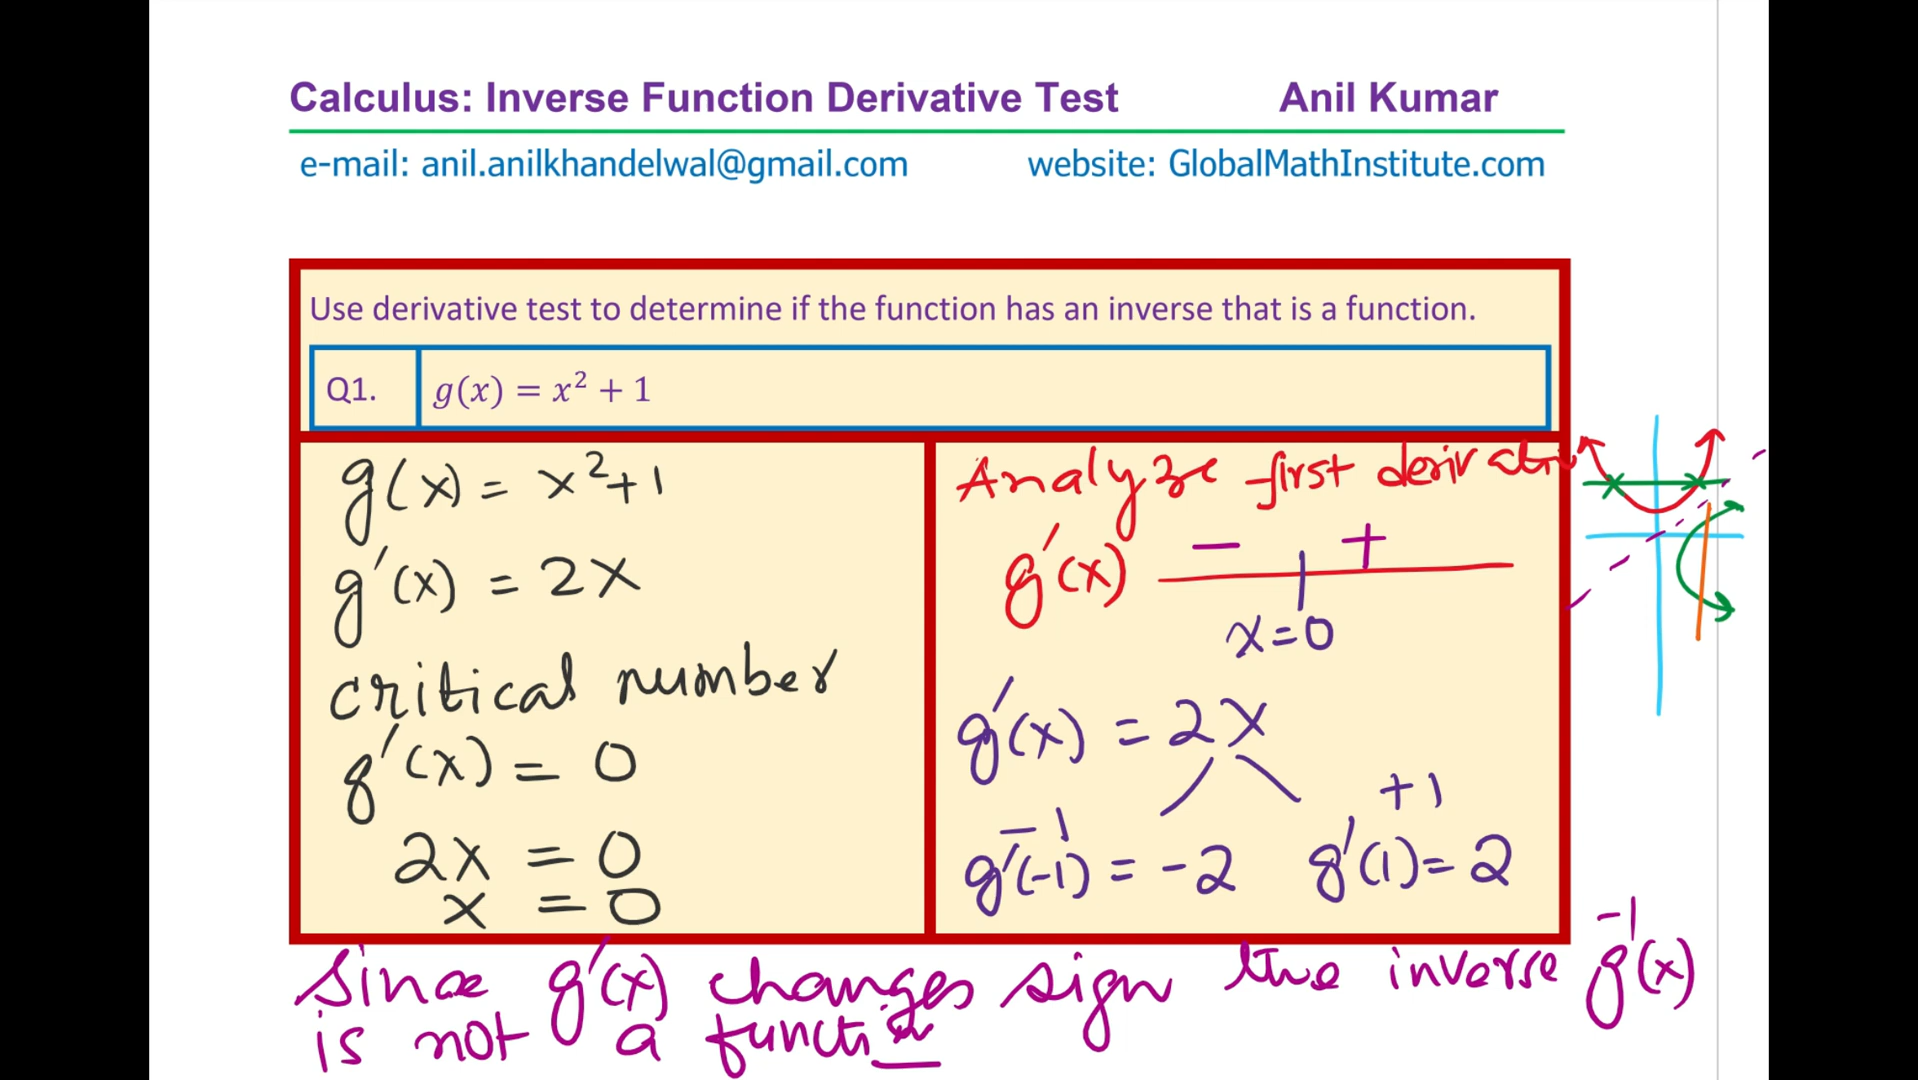 Calculus: Inverse Function Derivative Test Anil Kumar
e-mail: anil.anilkhandelwal@gmail.com website: GlobalMathInstitute.com
Use derivative test to determine if the function has an inverse that is a function.
Q1. g(x) = x² + 1
g(x) = x²+1
g'(x) = 2x
critical number
g'(x) = 0
2x = 0
x = 0
Analyze first derivative
g'(x) − +
x=0
g'(x) = 2x
−1 +1
g'(-1) = -2 g'(1) = 2
Since g'(x) changes sign the inverse g⁻¹(x)
is not a function